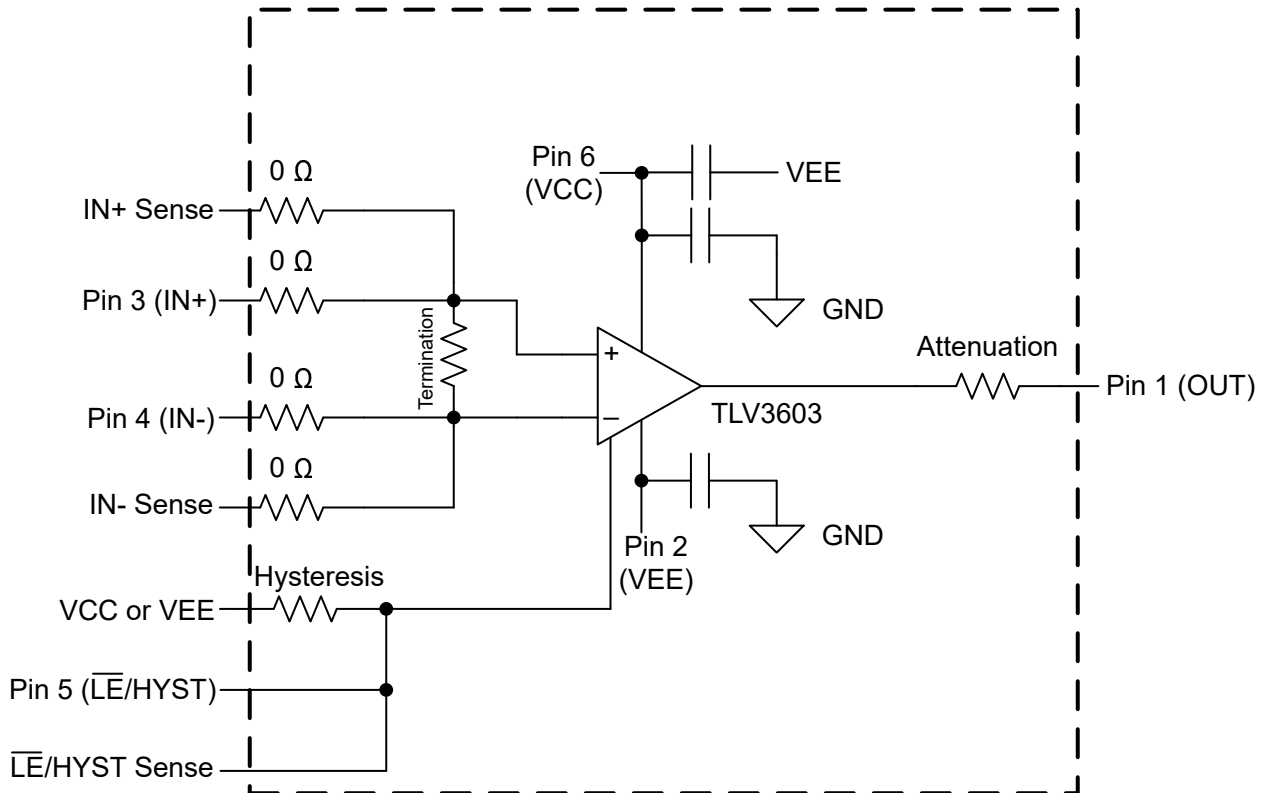 0 Ω
IN+ Sense
0 Ω
Pin 3 (IN+)
Termination
0 Ω
Pin 4 (IN-)
0 Ω
IN- Sense
Hysteresis
VCC or VEE
Pin 5 (L̅E̅/HYST)
L̅E̅/HYST Sense
Pin 6
(VCC)
VEE
GND
+
−
TLV3603
Attenuation
Pin 1 (OUT)
Pin 2
(VEE)
GND